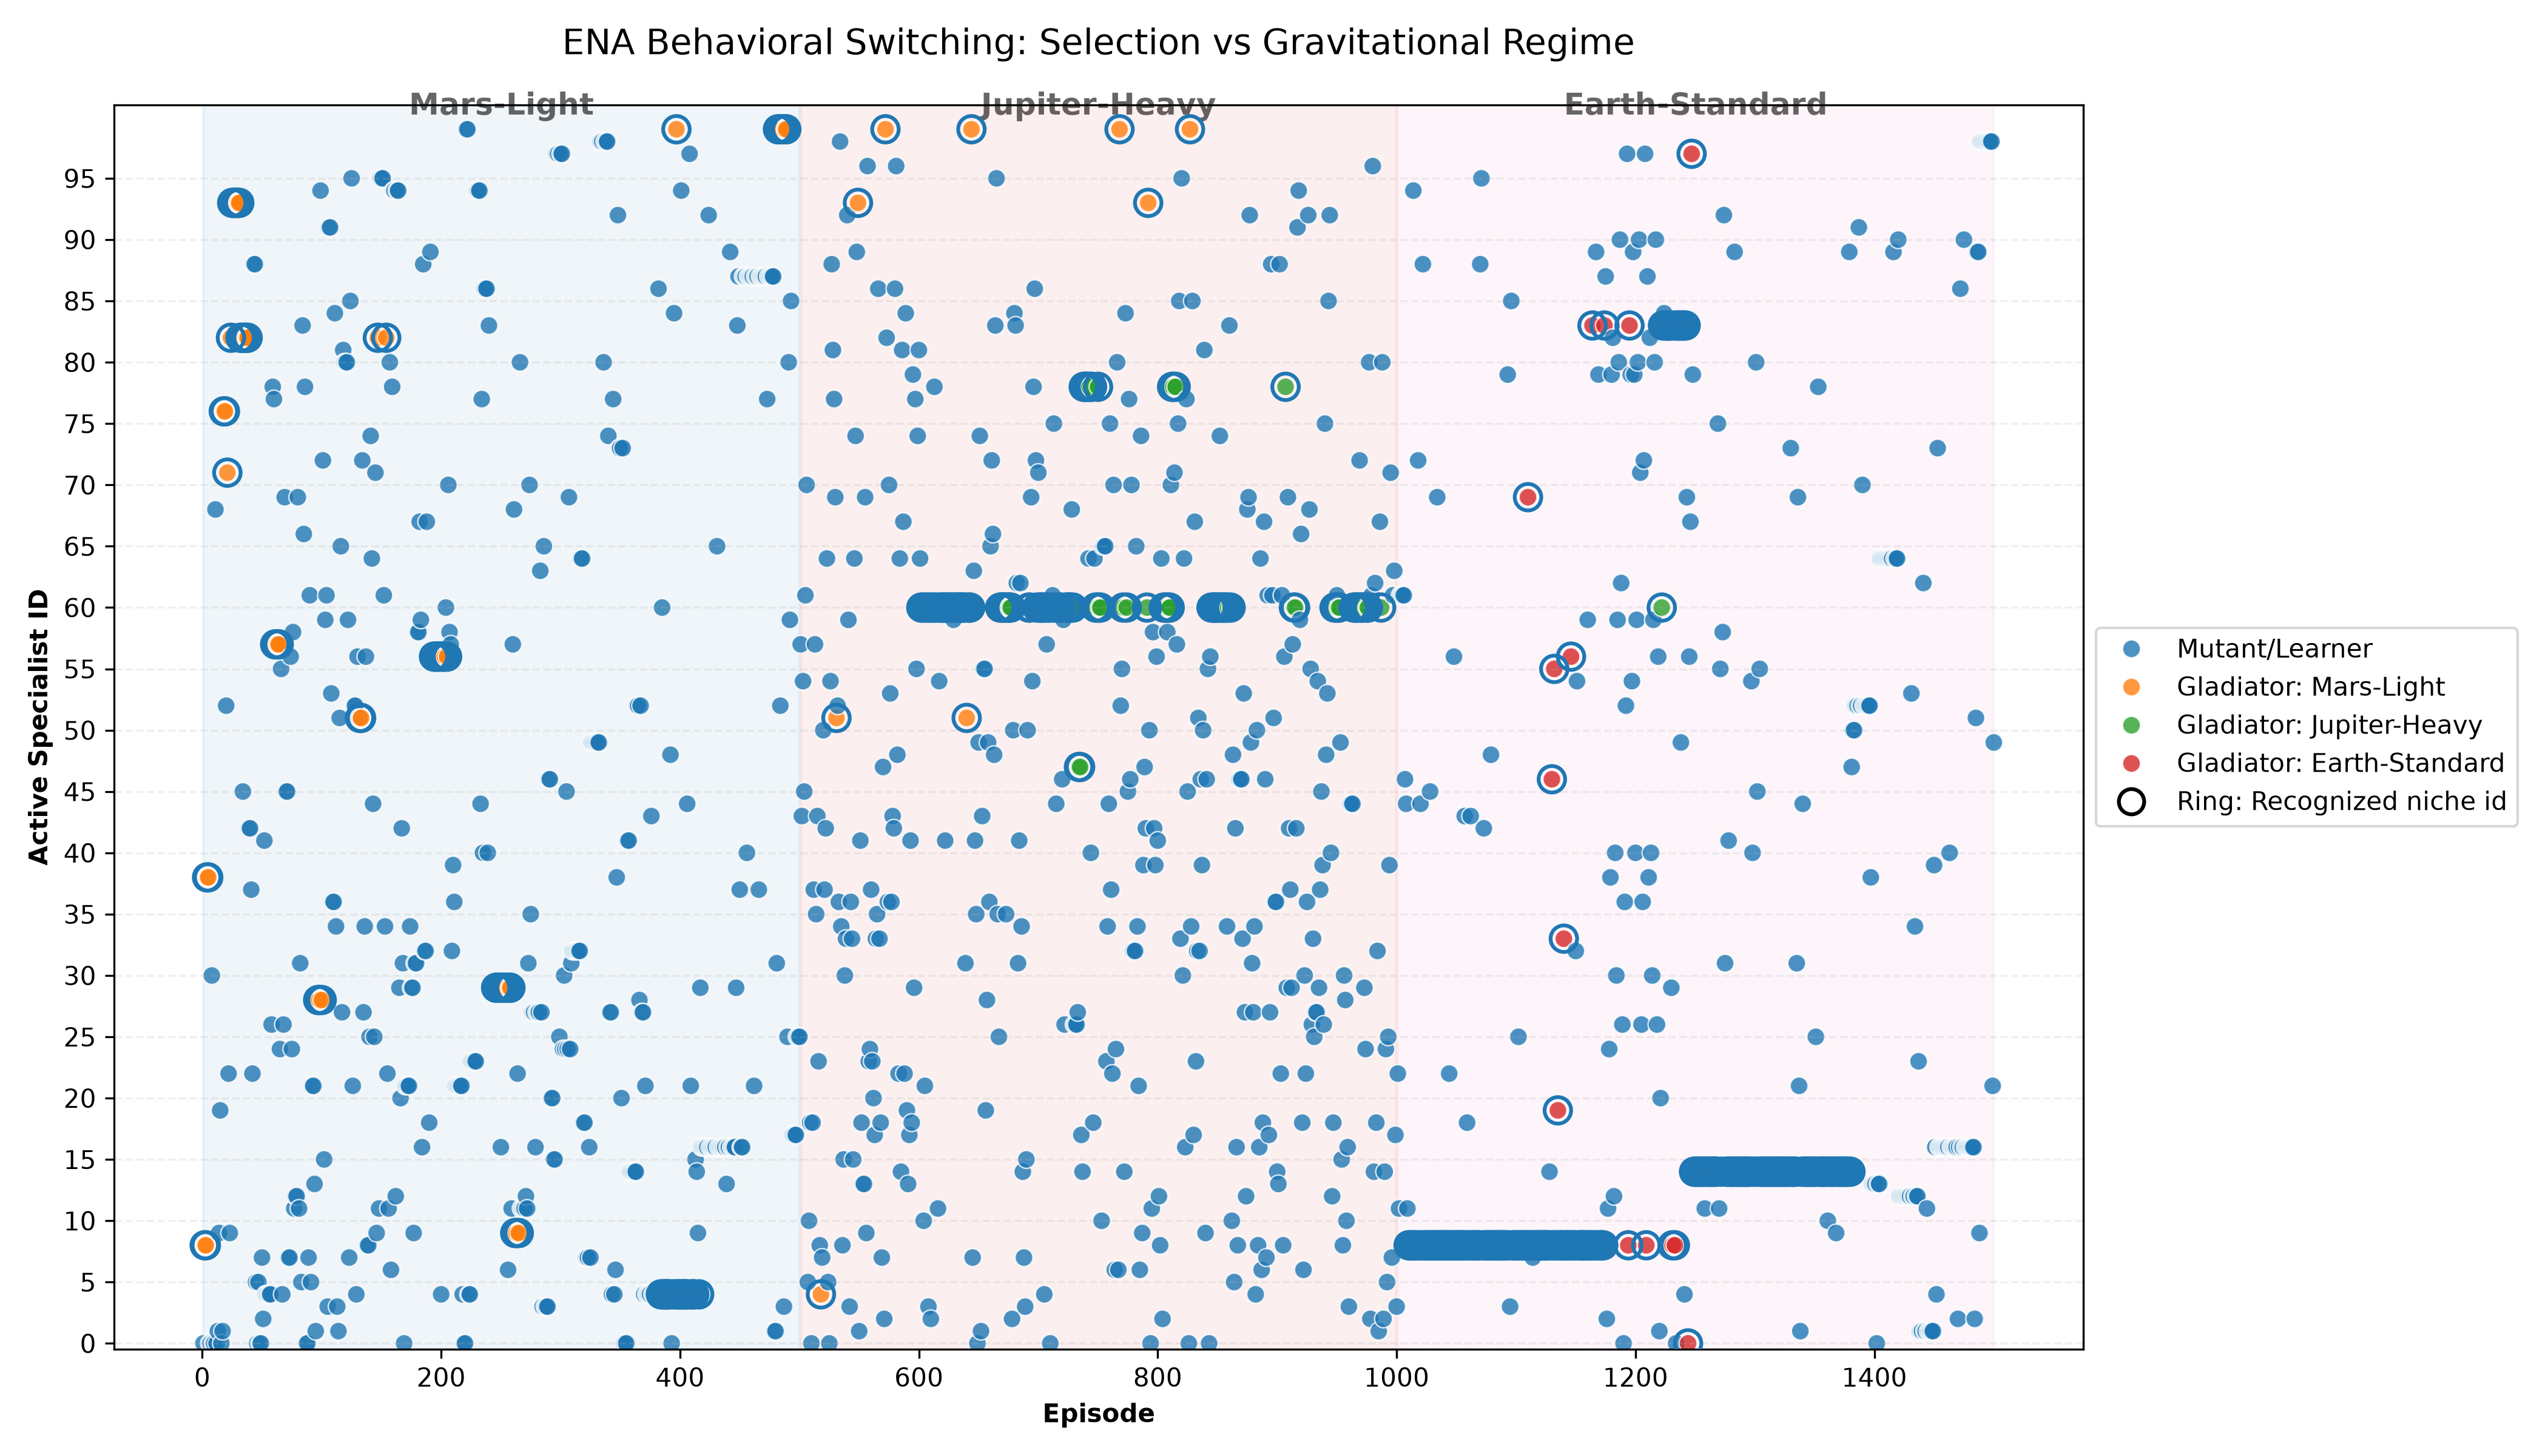 ENA Behavioral Switching: Selection vs Gravitational Regime
Mars-Light
Jupiter-Heavy
Earth-Standard
Active Specialist ID
95
90
85
80
75
70
65
60
55
50
45
40
35
30
25
20
15
10
5
0
0 200 400 600 800 1000 1200 1400
Episode
Mutant/Learner
Gladiator: Mars-Light
Gladiator: Jupiter-Heavy
Gladiator: Earth-Standard
Ring: Recognized niche id